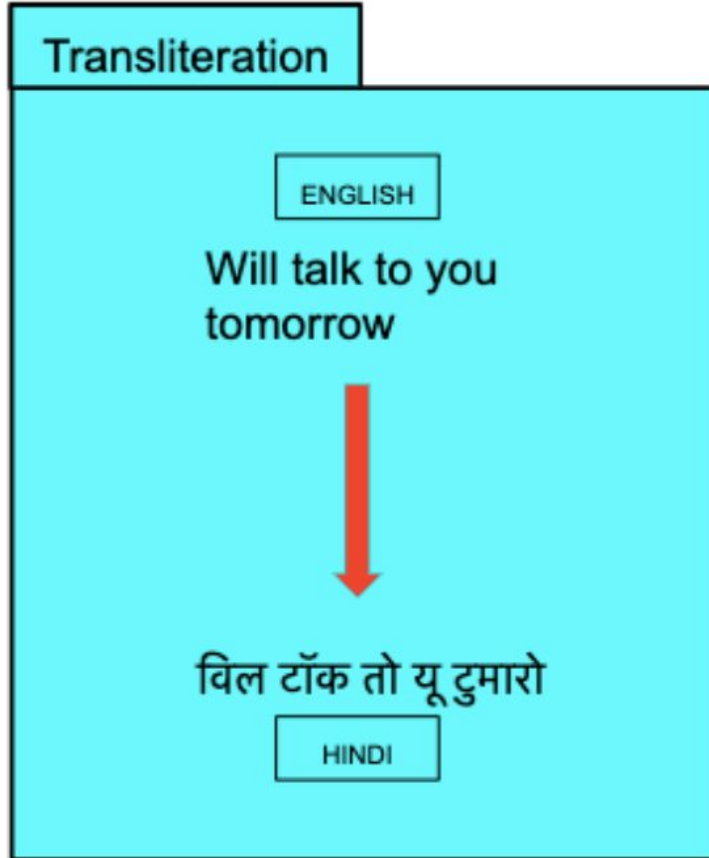 Transliteration
ENGLISH
Will talk to you
tomorrow
विल टॉक तो यू टुमारो
HINDI